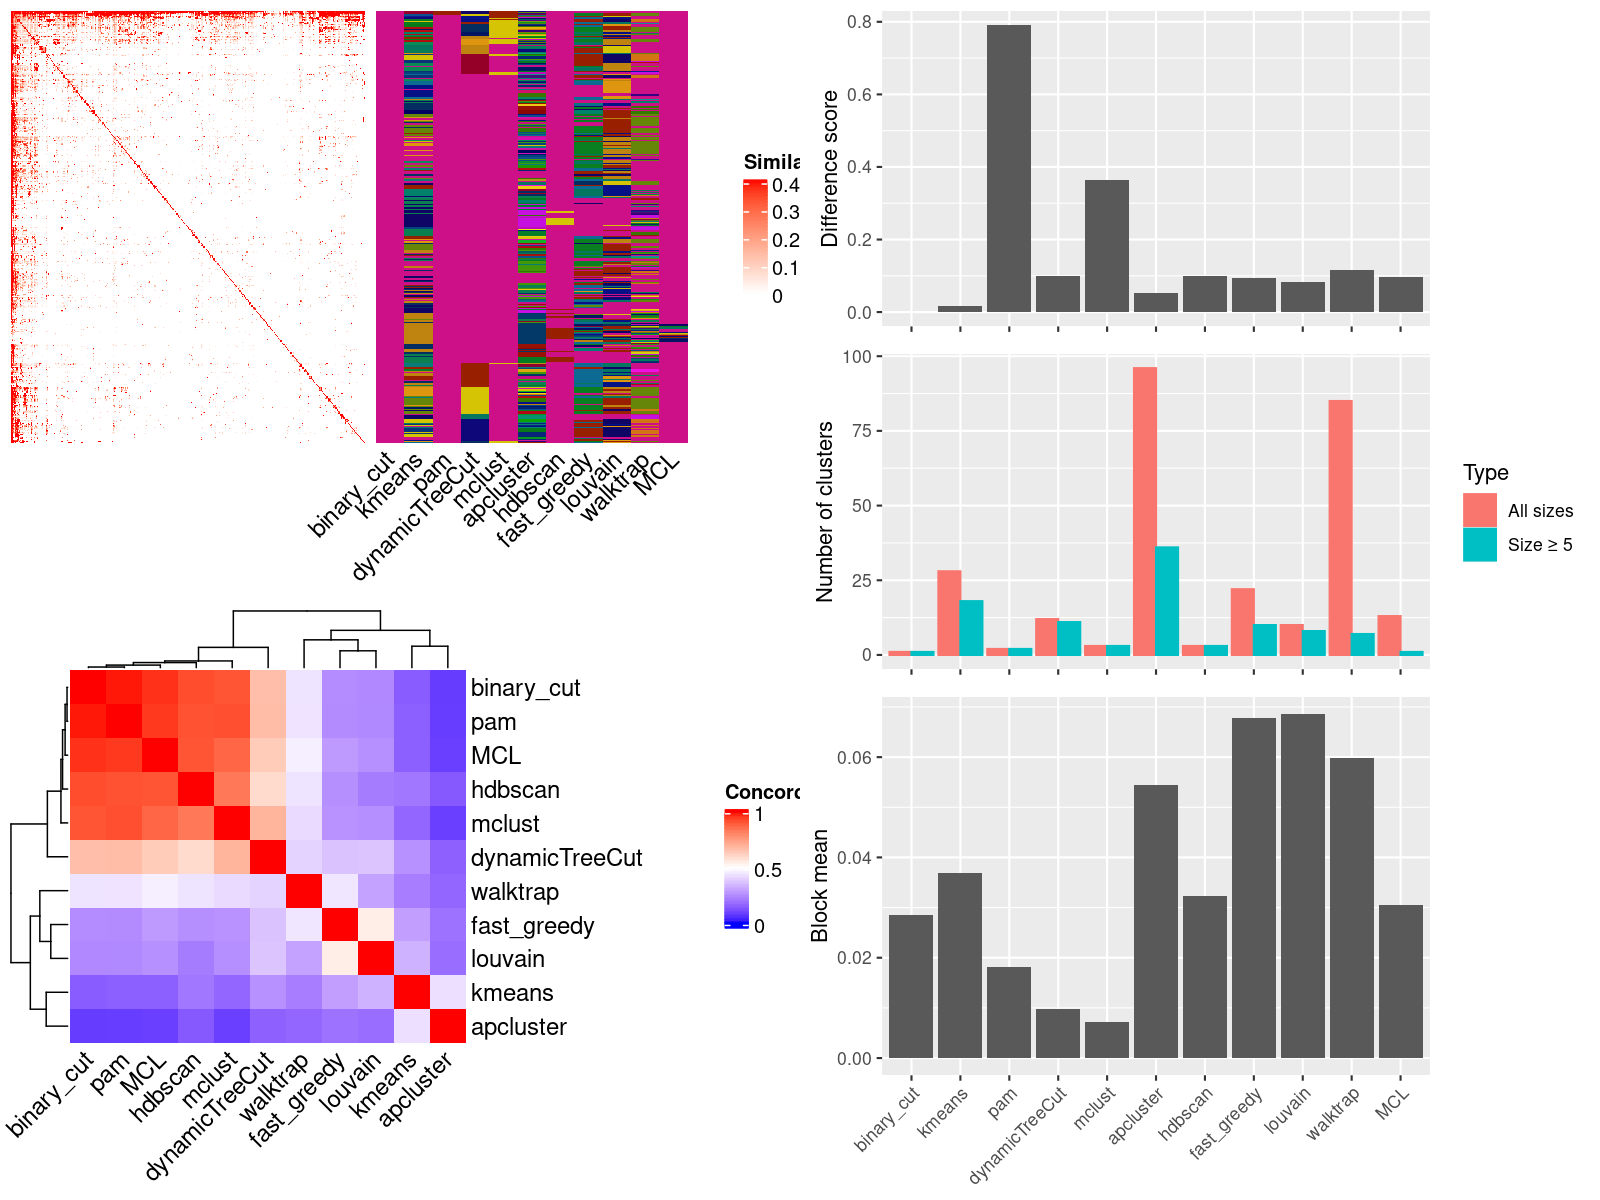 Simila
0.4
0.3
0.2
0.1
0
binary_cut
kmeans
pam
dynamicTreeCut
mclust
apcluster
hdbscan
fast_greedy
louvain
walktrap
MCL
Difference score
0.8
0.6
0.4
0.2
0.0
Number of clusters
100
75
50
25
0
Type
All sizes
Size ≥ 5
binary_cut
pam
MCL
hdbscan
mclust
dynamicTreeCut
walktrap
fast_greedy
louvain
kmeans
apcluster
binary_cut
pam
MCL
hdbscan
mclust
dynamicTreeCut
walktrap
fast_greedy
louvain
kmeans
apcluster
Concord
1
0.5
0
Block mean
0.06
0.04
0.02
0.00
binary_cut
kmeans
pam
dynamicTreeCut
mclust
apcluster
hdbscan
fast_greedy
louvain
walktrap
MCL